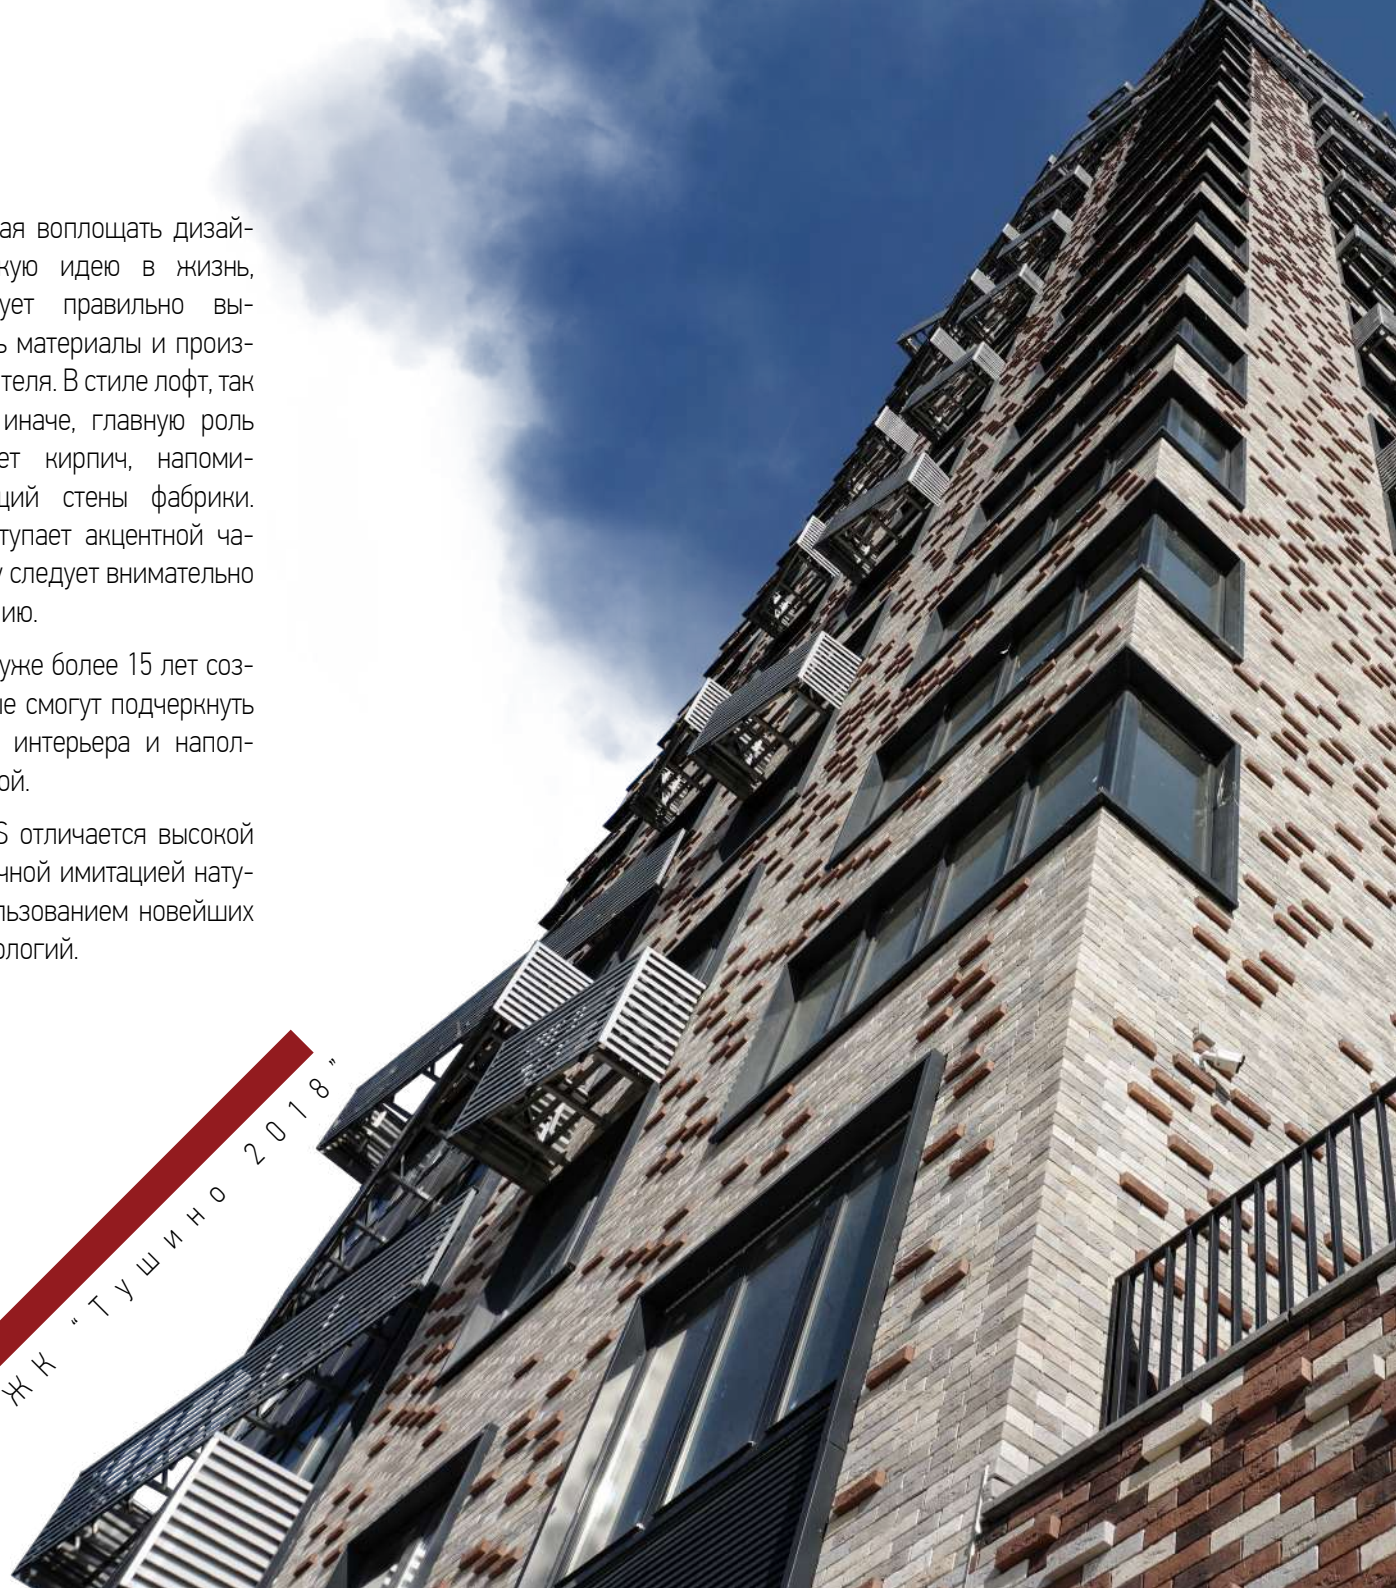 ая воплощать дизай-
кую идею в жизнь,
ует правильно вы-
ь материалы и произ-
теля. В стиле лофт, так
иначе, главную роль
ет кирпич, напоми-
щий стены фабрики.
тупает акцентной ча-
у следует внимательно
ию.
уже более 15 лет соз-
ые смогут подчеркнуть
интерьера и напол-
ой.
S отличается высокой
чной имитацией нату-
льзованием новейших
ологий.
ЖК “Тушино 2018”